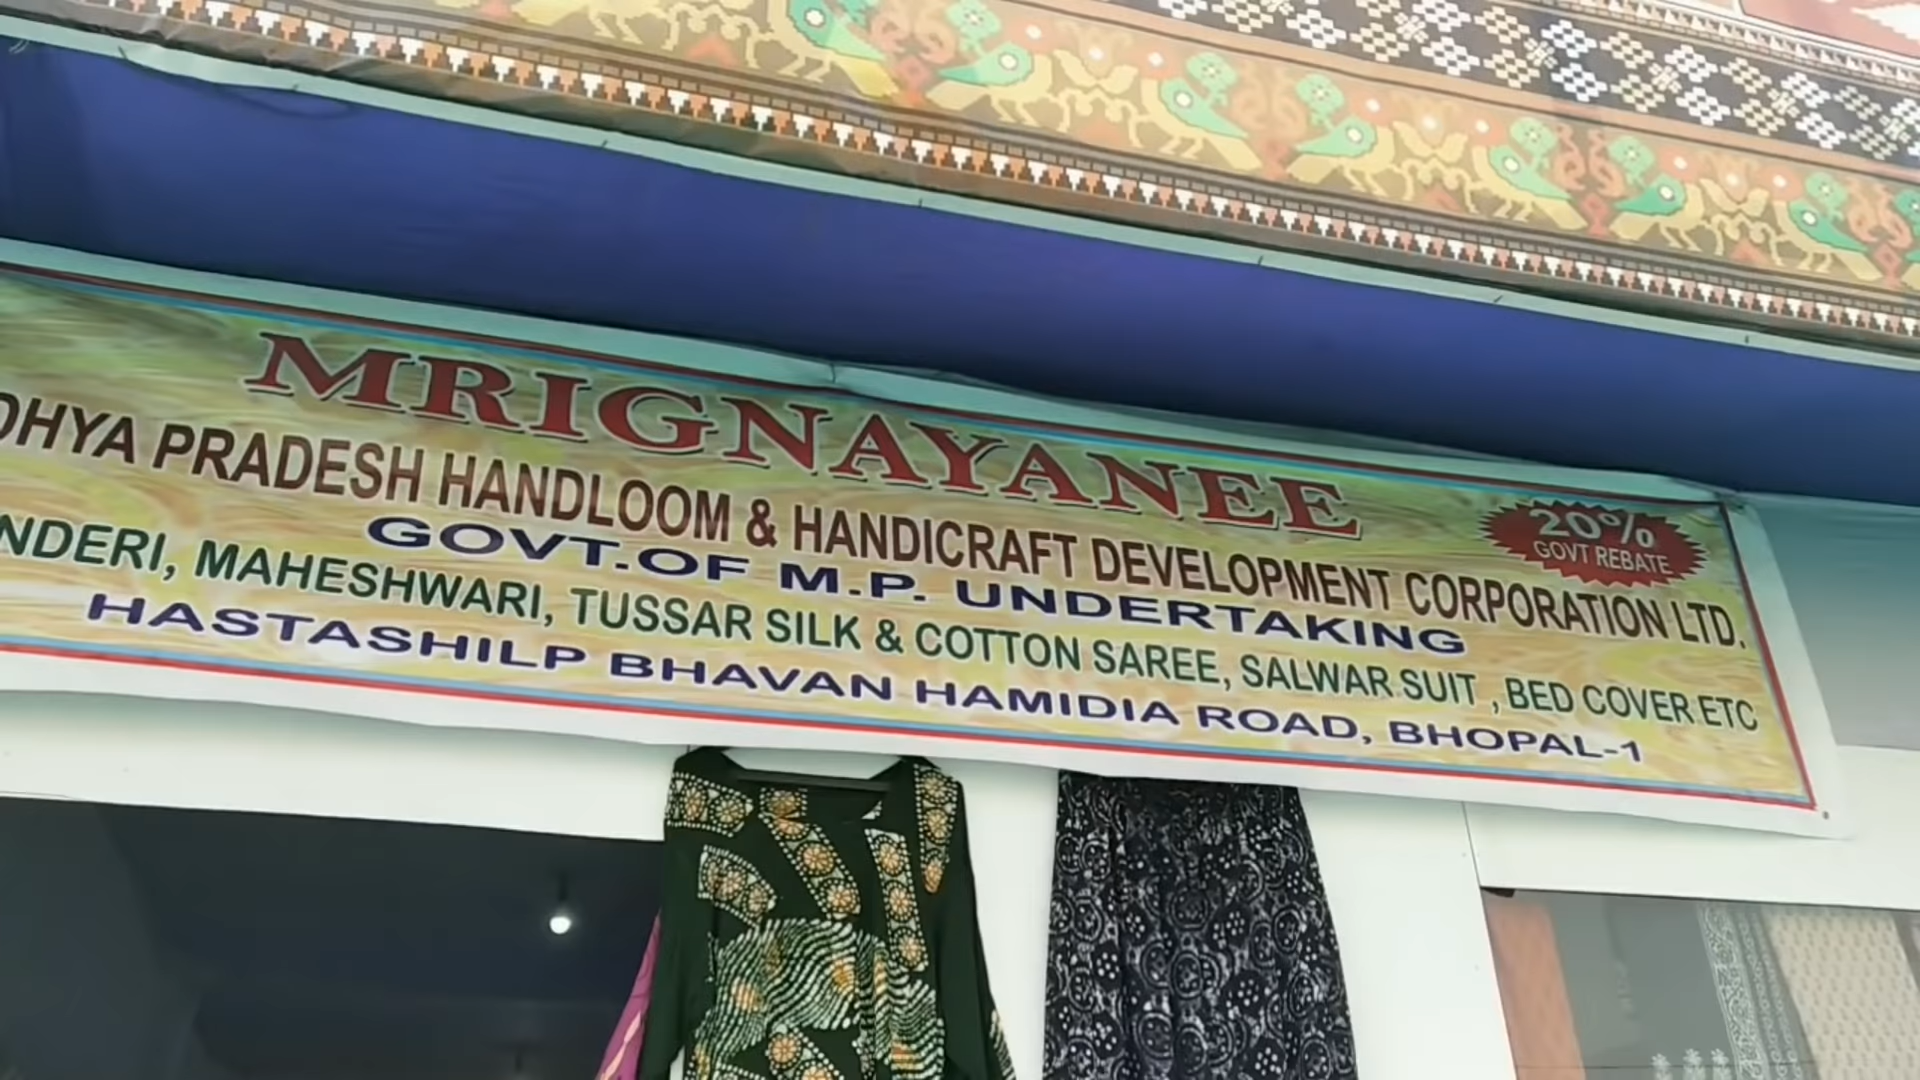 MRIGNAYANEE
DHYA PRADESH HANDLOOM & HANDICRAFT DEVELOPMENT CORPORATION LTD.
20%
GOVT REBATE
GOVT.OF M.P. UNDERTAKING
NDERI, MAHESHWARI, TUSSAR SILK & COTTON SAREE, SALWAR SUIT , BED COVER ETC
HASTASHILP BHAVAN HAMIDIA ROAD, BHOPAL-1